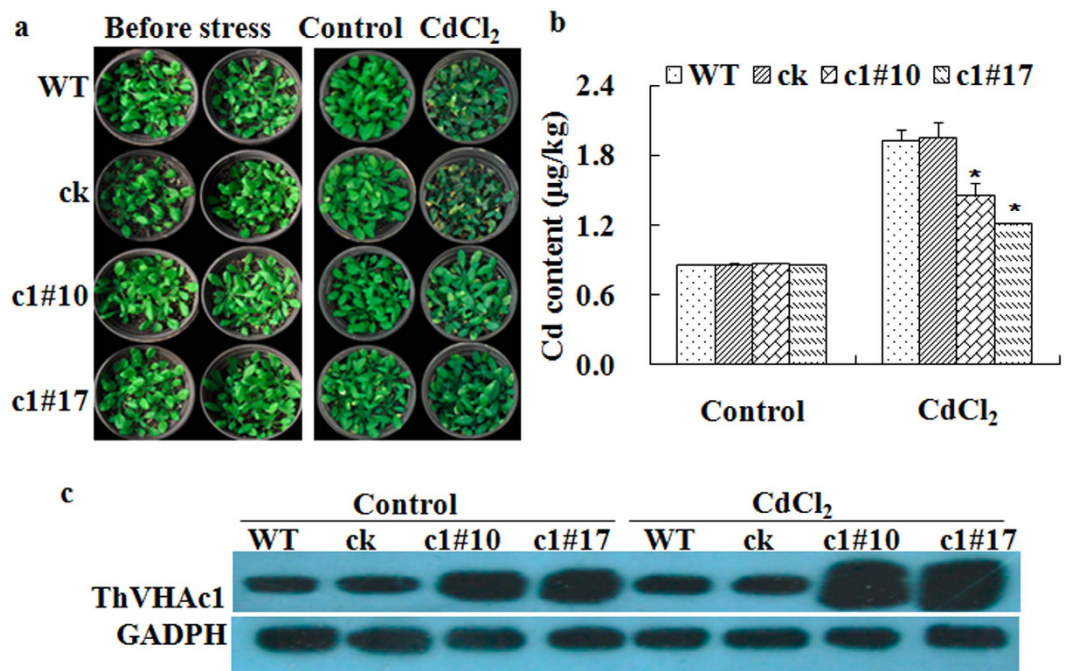 a
Before stress
Control CdCl₂
WT
ck
c1#10
c1#17
b
WT ck c1#10 c1#17
Cd content (μg/kg)
2.4
1.8
1.2
0.6
0.0
*
*
Control
CdCl₂
c
Control
CdCl₂
WT ck c1#10 c1#17 WT ck c1#10 c1#17
ThVHAc1
GADPH